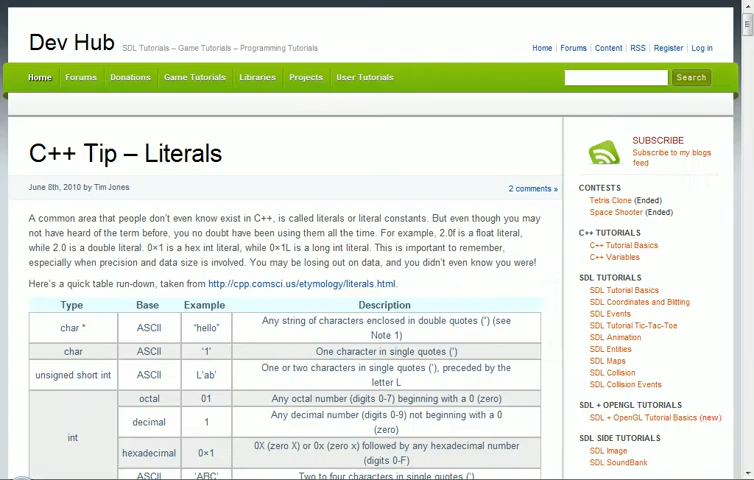 Dev Hub SDL Tutorials – Game Tutorials – Programming Tutorials
Home | Forums | Content | RSS | Register | Log in
Home Forums Donations Game Tutorials Libraries Projects User Tutorials Search
C++ Tip – Literals
June 8th, 2010 by Tim Jones
2 comments »
A common area that people don't even know exist in C++, is called literals or literal constants. But even though you may
not have heard of the term before, you no doubt have been using them all the time. For example, 2.0f is a float literal,
while 2.0 is a double literal. 0×1 is a hex int literal, while 0×1L is a long int literal. This is important to remember,
especially when precision and data size is involved. You may be losing out on data, and you didn't even know you were!
Here's a quick table run-down, taken from http://cpp.comsci.us/etymology/literals.html.
Type Base Example Description
char * ASCII “hello” Any string of characters enclosed in double quotes (") (see
Note 1)
char ASCII ‘1’ One character in single quotes (')
unsigned short int ASCII L'ab' One or two characters in single quotes ('), preceded by the
letter L
int
octal 01 Any octal number (digits 0-7) beginning with a 0 (zero)
decimal 1 Any decimal number (digits 0-9) not beginning with a 0
(zero)
hexadecimal 0×1 0X (zero X) or 0x (zero x) followed by any hexadecimal number
(digits 0-F)
ASCII ‘ABC’ Two to four characters in single quotes (')
SUBSCRIBE
Subscribe to my blogs
feed
CONTESTS
Tetris Clone (Ended)
Space Shooter (Ended)
C++ TUTORIALS
C++ Tutorial Basics
C++ Variables
SDL TUTORIALS
SDL Tutorial Basics
SDL Coordinates and Blitting
SDL Events
SDL Tutorial Tic-Tac-Toe
SDL Animation
SDL Entities
SDL Maps
SDL Collision
SDL Collision Events
SDL + OPENGL TUTORIALS
SDL + OpenGL Tutorial Basics (new)
SDL SIDE TUTORIALS
SDL Image
SDL SoundBank